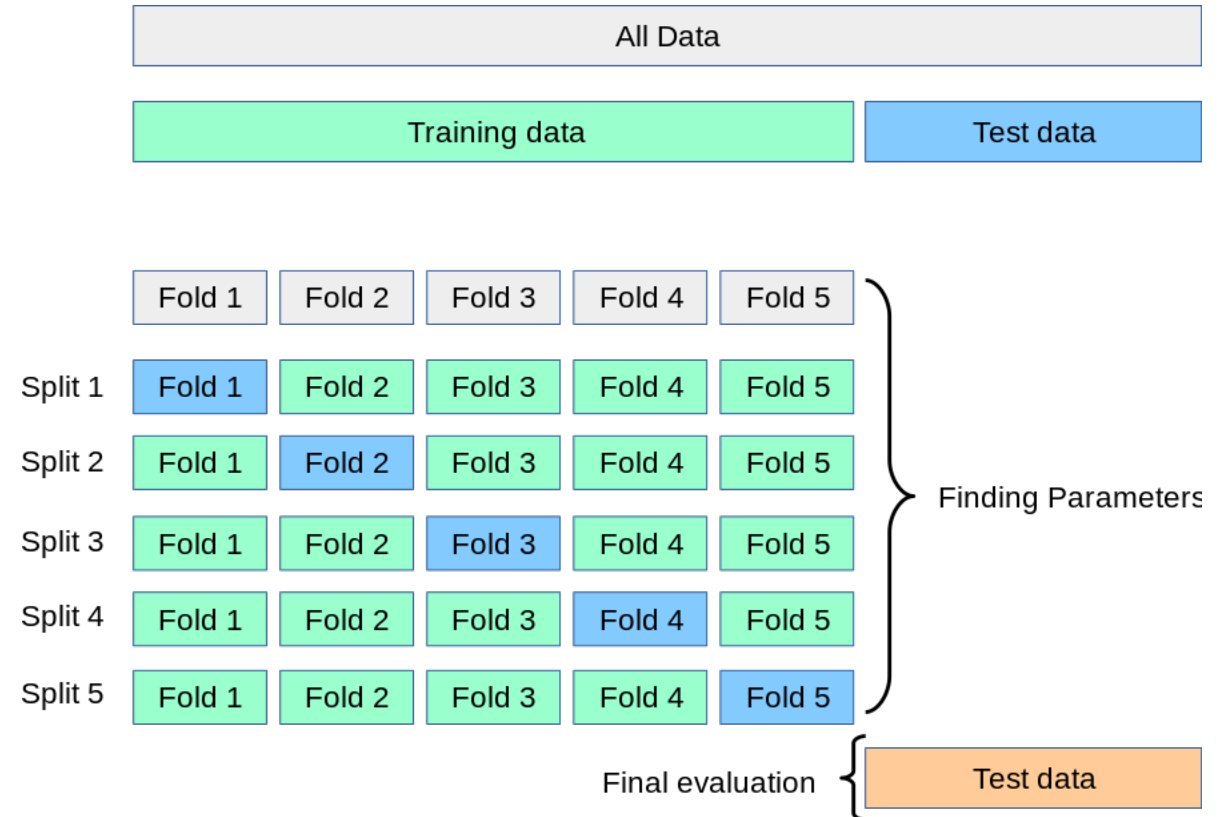 All Data
Training data Test data
Fold 1 Fold 2 Fold 3 Fold 4 Fold 5
Split 1 Fold 1 Fold 2 Fold 3 Fold 4 Fold 5
Split 2 Fold 1 Fold 2 Fold 3 Fold 4 Fold 5
Split 3 Fold 1 Fold 2 Fold 3 Fold 4 Fold 5
Split 4 Fold 1 Fold 2 Fold 3 Fold 4 Fold 5
Split 5 Fold 1 Fold 2 Fold 3 Fold 4 Fold 5
Finding Parameters
Final evaluation Test data